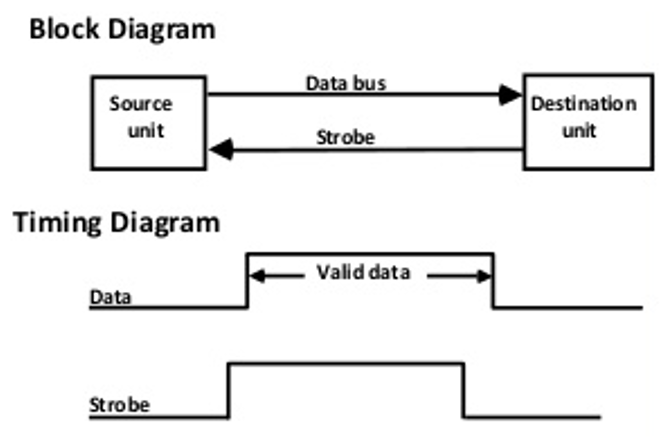 Block Diagram
Data bus
Source
unit
Destination
unit
Strobe
Timing Diagram
Valid data
Data
Strobe